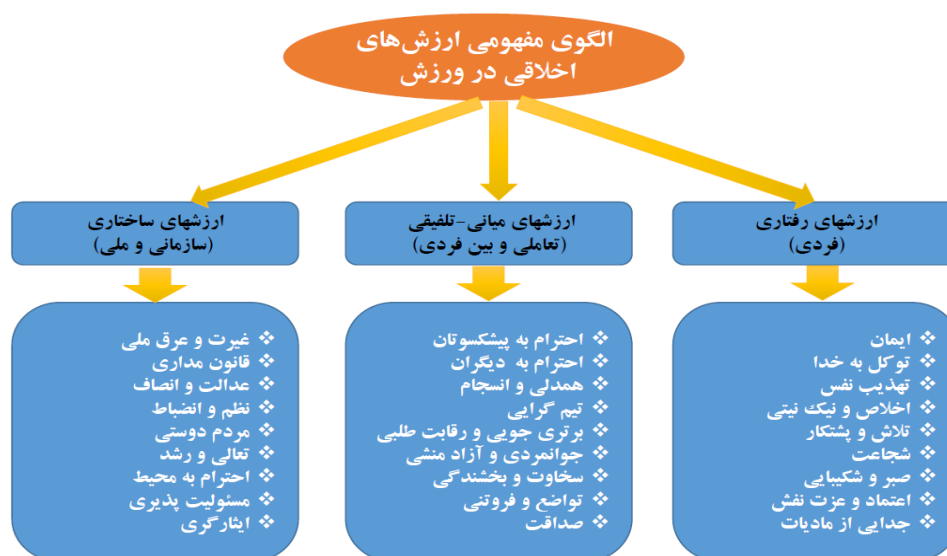 الگوی مفهومی ارزش‌های
اخلاقی در ورزش
ارزشهای رفتاری
(فردی)
ایمان
توکل به خدا
تهذیب نفس
اخلاص و نیک نیتی
تلاش و پشتکار
شجاعت
صبر و شکیبایی
اعتماد و عزت نفش
جدایی از مادیات
ارزشهای میانی-تلفیقی
(تعاملی و بین فردی)
احترام به پیشکسوتان
احترام به دیگران
همدلی و انسجام
تیم گرایی
برتری جویی و رقابت طلبی
جوانمردی و آزاد منشی
سخاوت و بخشندگی
تواضع و فروتنی
صداقت
ارزشهای ساختاری
(سازمانی و ملی)
غیرت و عرق ملی
قانون مداری
عدالت و انصاف
نظم و انضباط
مردم دوستی
تعالی و رشد
احترام به محیط
مسئولیت پذیری
ایثارگری